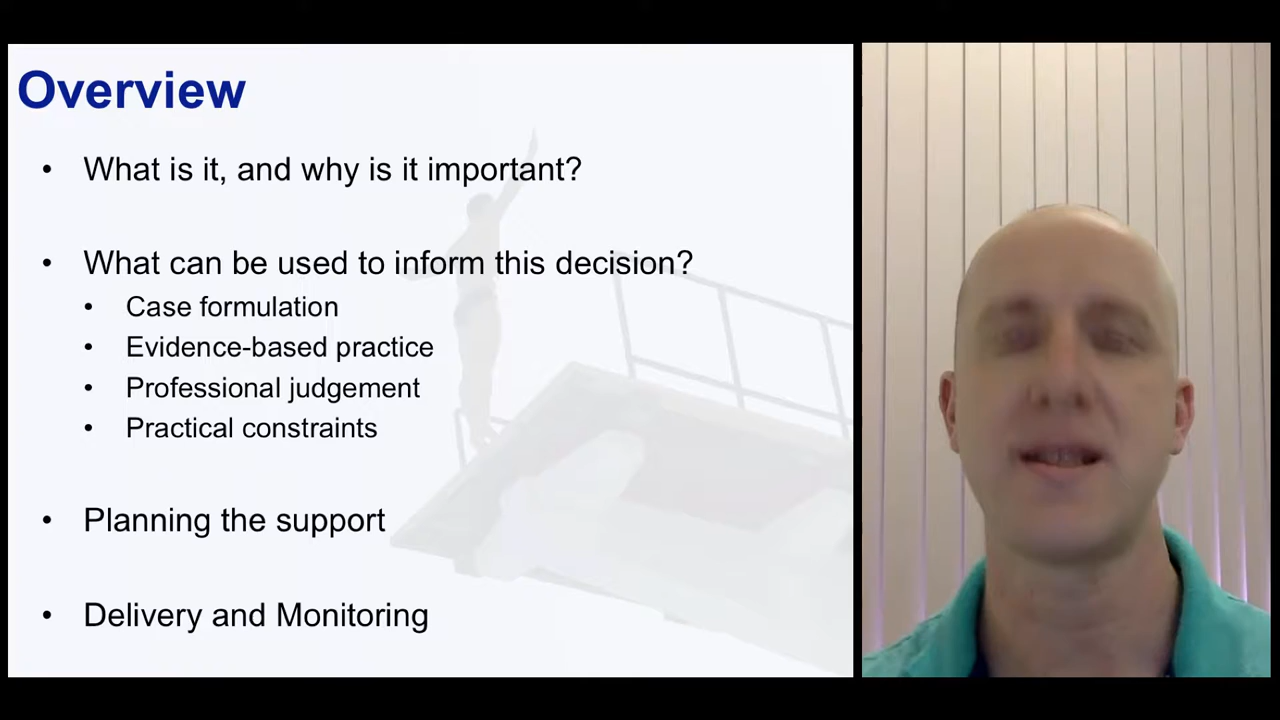 Overview
• What is it, and why is it important?
• What can be used to inform this decision?
• Case formulation
• Evidence-based practice
• Professional judgement
• Practical constraints
• Planning the support
• Delivery and Monitoring